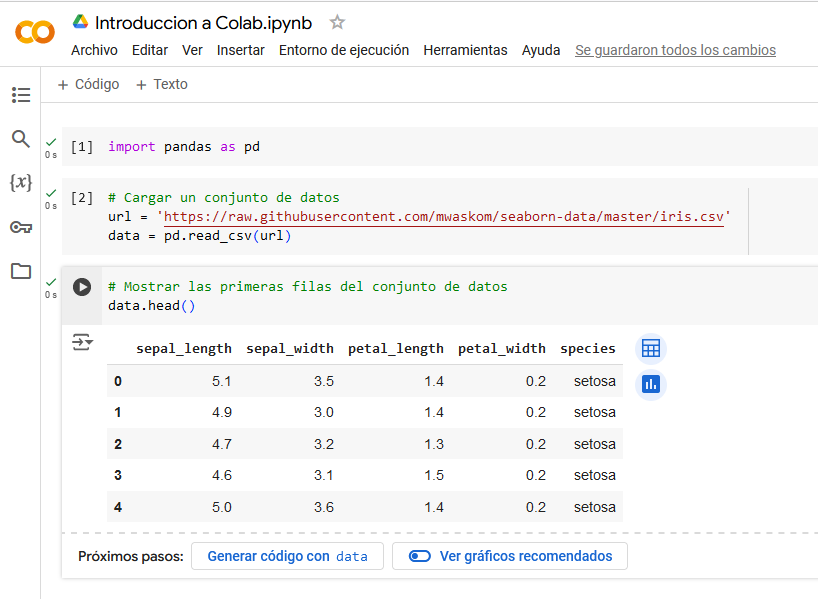 Introduccion a Colab.ipynb
Archivo Editar Ver Insertar Entorno de ejecución Herramientas Ayuda Se guardaron todos los cambios
+ Código + Texto
0 s [1] import pandas as pd
0 s [2] # Cargar un conjunto de datos
url = 'https://raw.githubusercontent.com/mwaskom/seaborn-data/master/iris.csv'
data = pd.read_csv(url)
0 s # Mostrar las primeras filas del conjunto de datos
data.head()
sepal_length sepal_width petal_length petal_width species
0 5.1 3.5 1.4 0.2 setosa
1 4.9 3.0 1.4 0.2 setosa
2 4.7 3.2 1.3 0.2 setosa
3 4.6 3.1 1.5 0.2 setosa
4 5.0 3.6 1.4 0.2 setosa
Próximos pasos: Generar código con data Ver gráficos recomendados